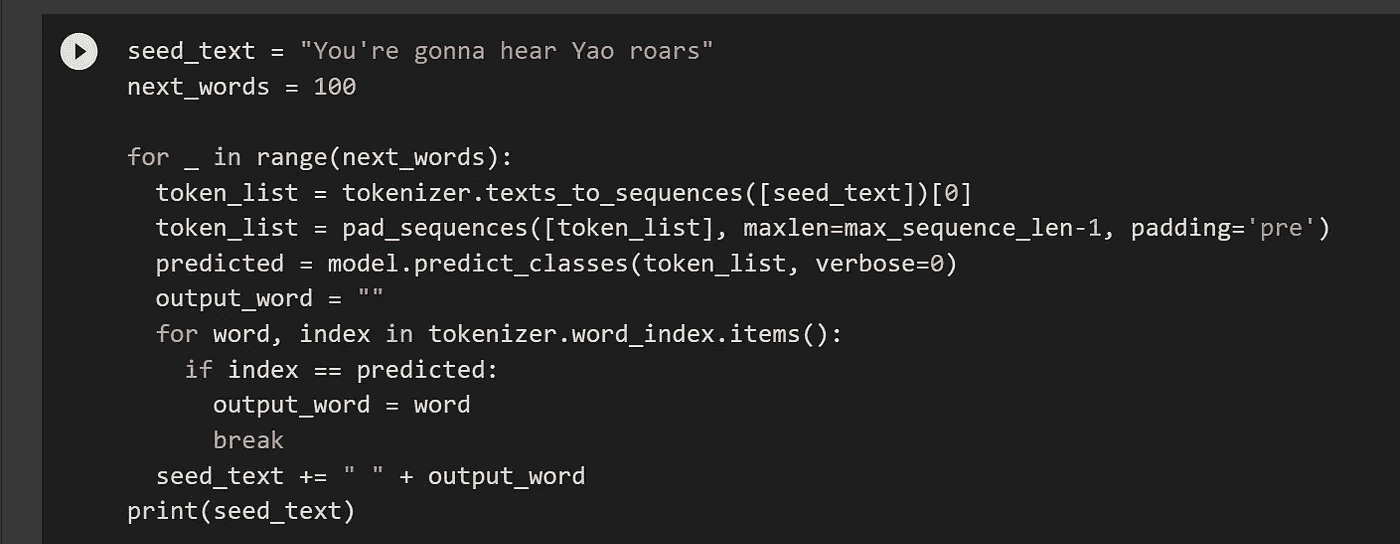 seed_text = "You're gonna hear Yao roars"
next_words = 100
for _ in range(next_words):
token_list = tokenizer.texts_to_sequences([seed_text])[0]
token_list = pad_sequences([token_list], maxlen=max_sequence_len-1, padding='pre')
predicted = model.predict_classes(token_list, verbose=0)
output_word = ""
for word, index in tokenizer.word_index.items():
if index == predicted:
output_word = word
break
seed_text += " " + output_word
print(seed_text)